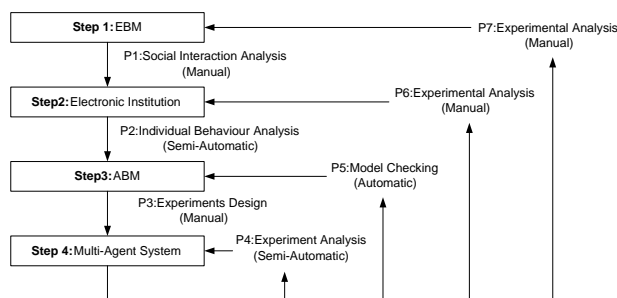 Step 1:EBM
P7:Experimental Analysis
(Manual)
P1:Social Interaction Analysis
(Manual)
Step2:Electronic Institution
P6:Experimental Analysis
(Manual)
P2:Individual Behaviour Analysis
(Semi-Automatic)
Step3:ABM
P5:Model Checking
(Automatic)
P3:Experiments Design
(Manual)
Step 4:Multi-Agent System
P4:Experiment Analysis
(Semi-Automatic)